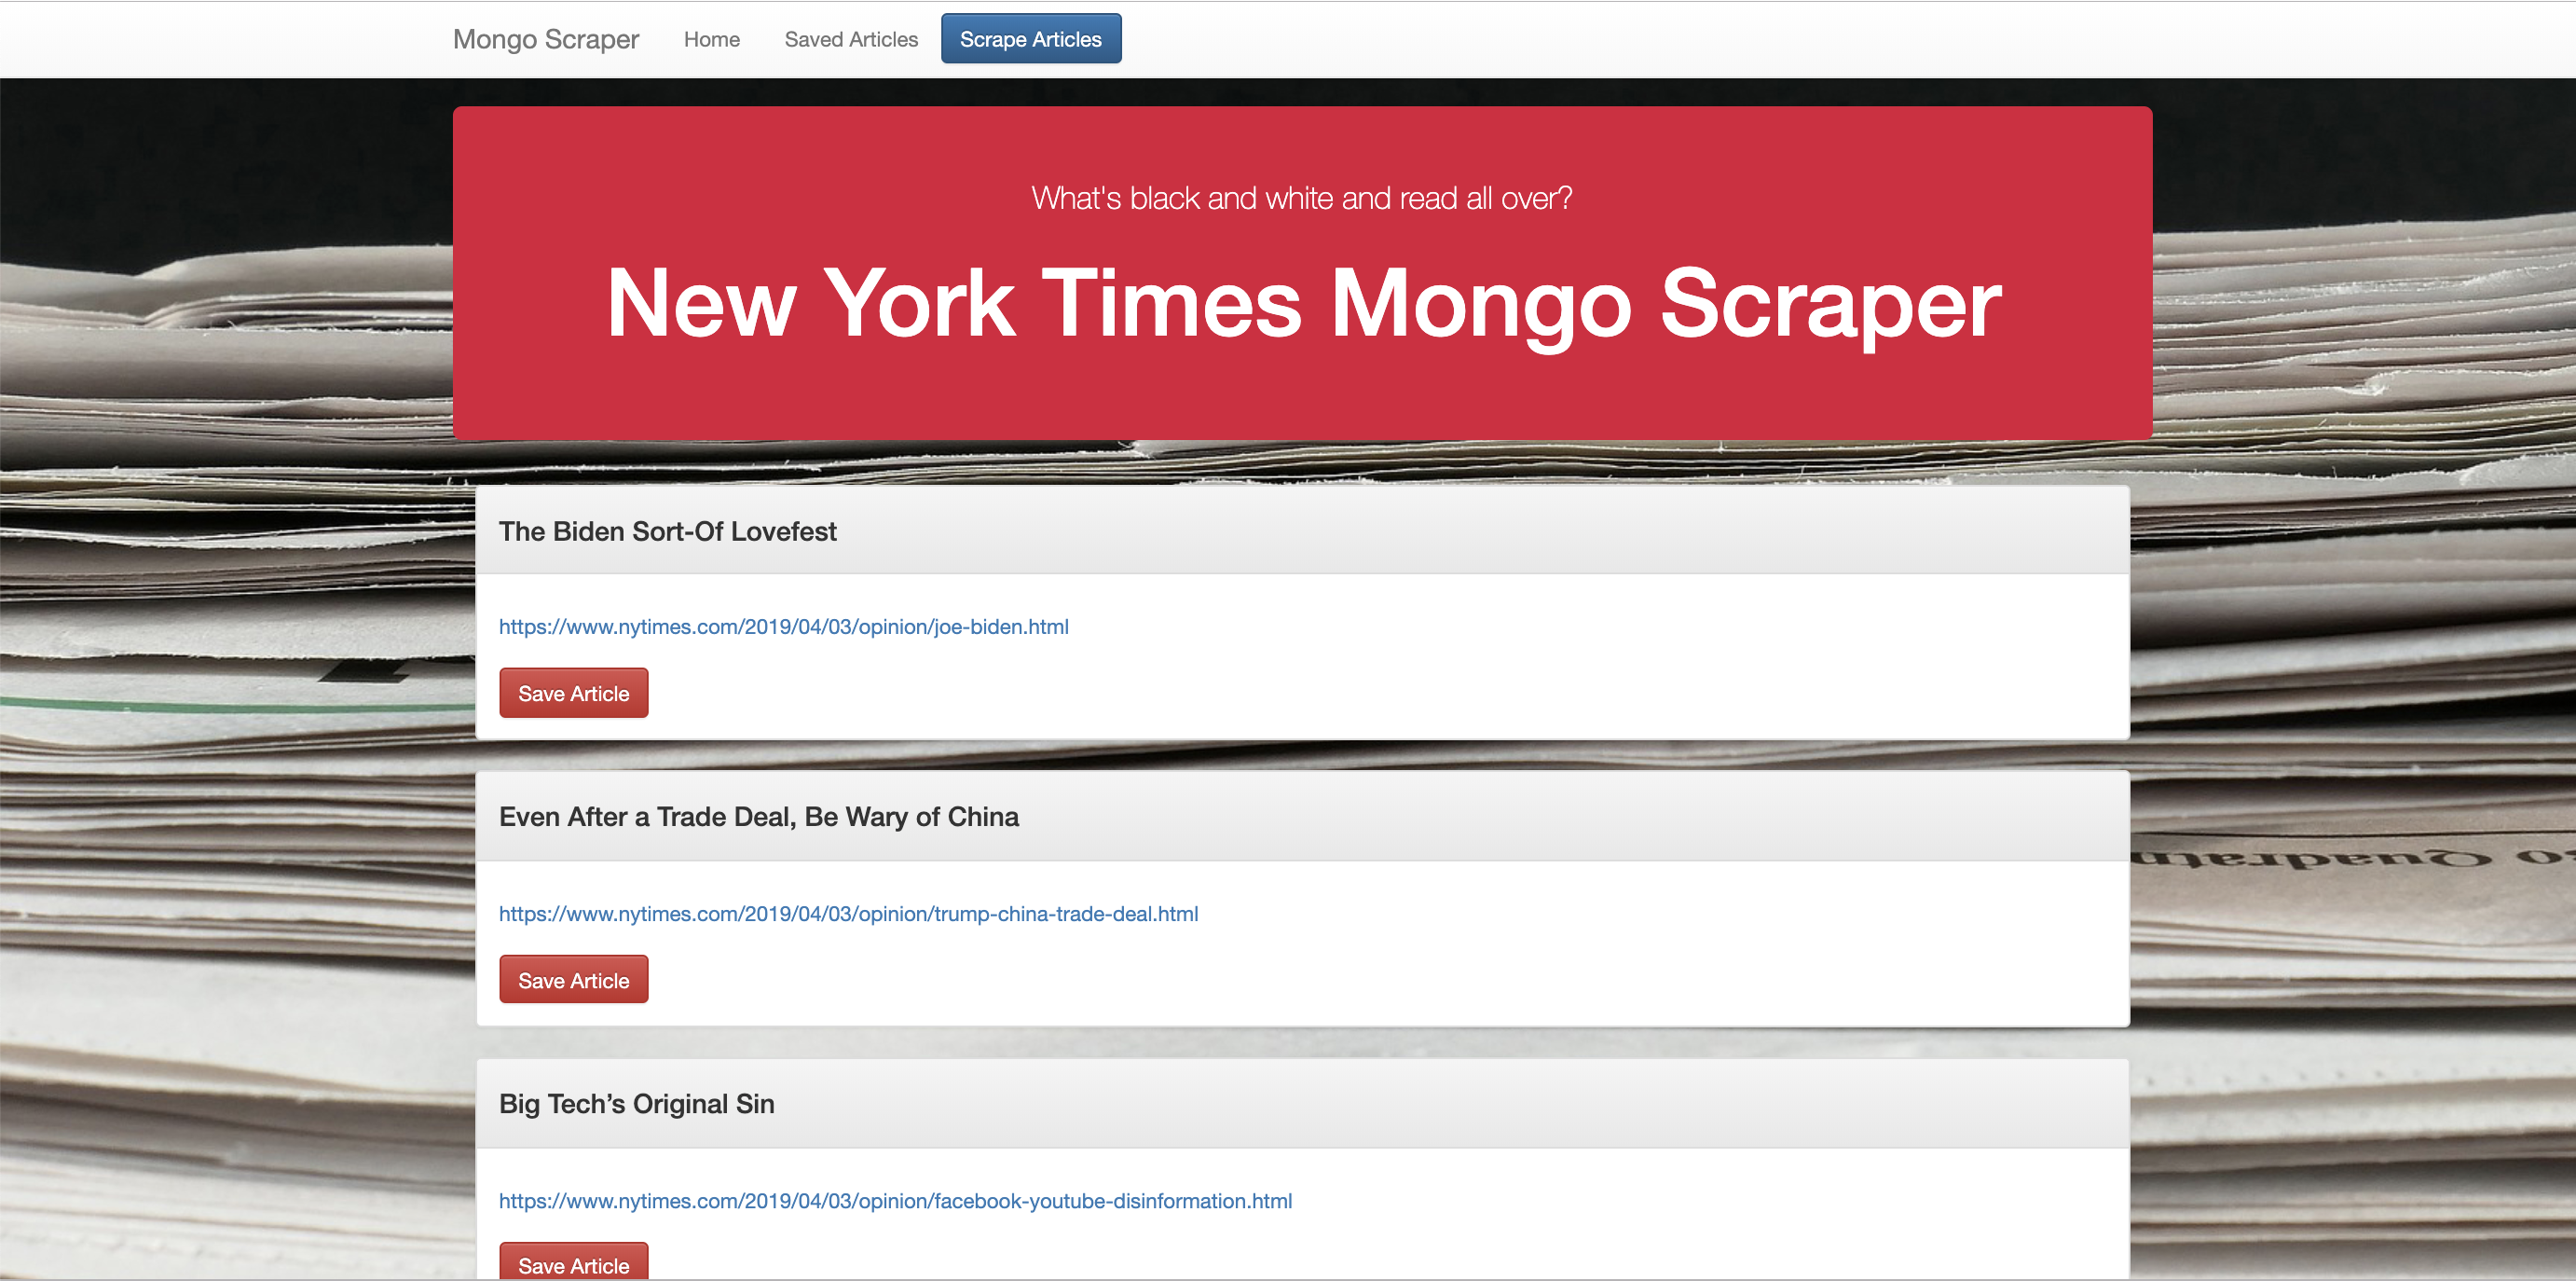 Mongo Scraper Home Saved Articles Scrape Articles
What's black and white and read all over?
New York Times Mongo Scraper
The Biden Sort-Of Lovefest
https://www.nytimes.com/2019/04/03/opinion/joe-biden.html
Save Article
Even After a Trade Deal, Be Wary of China
https://www.nytimes.com/2019/04/03/opinion/trump-china-trade-deal.html
Save Article
Big Tech’s Original Sin
https://www.nytimes.com/2019/04/03/opinion/facebook-youtube-disinformation.html
Save Article